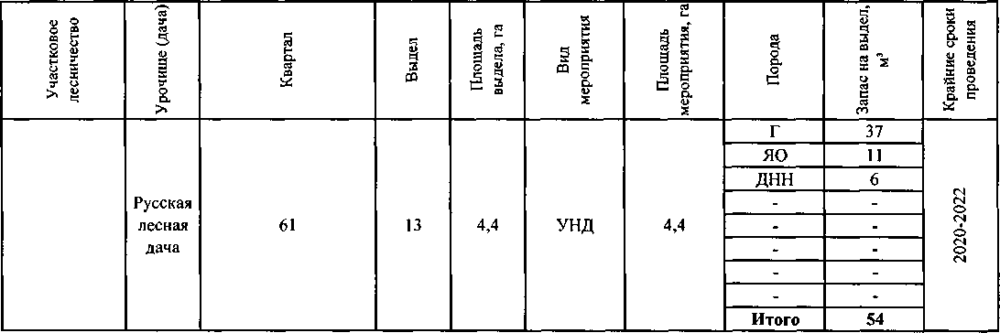 Участковое
лесничество
Урочище (дача)
Квартал
Выдел
Площадь
выдела, га
Вид
мероприятия
Площадь
мероприятия, га
Порода
Запас на выдел,
м³
Крайние сроки
проведения
Русская
лесная
дача
61
13
4,4
УНД
4,4
Г 37
ЯО 11
ДНН 6
- -
- -
- -
- -
- -
Итого 54
2020-2022